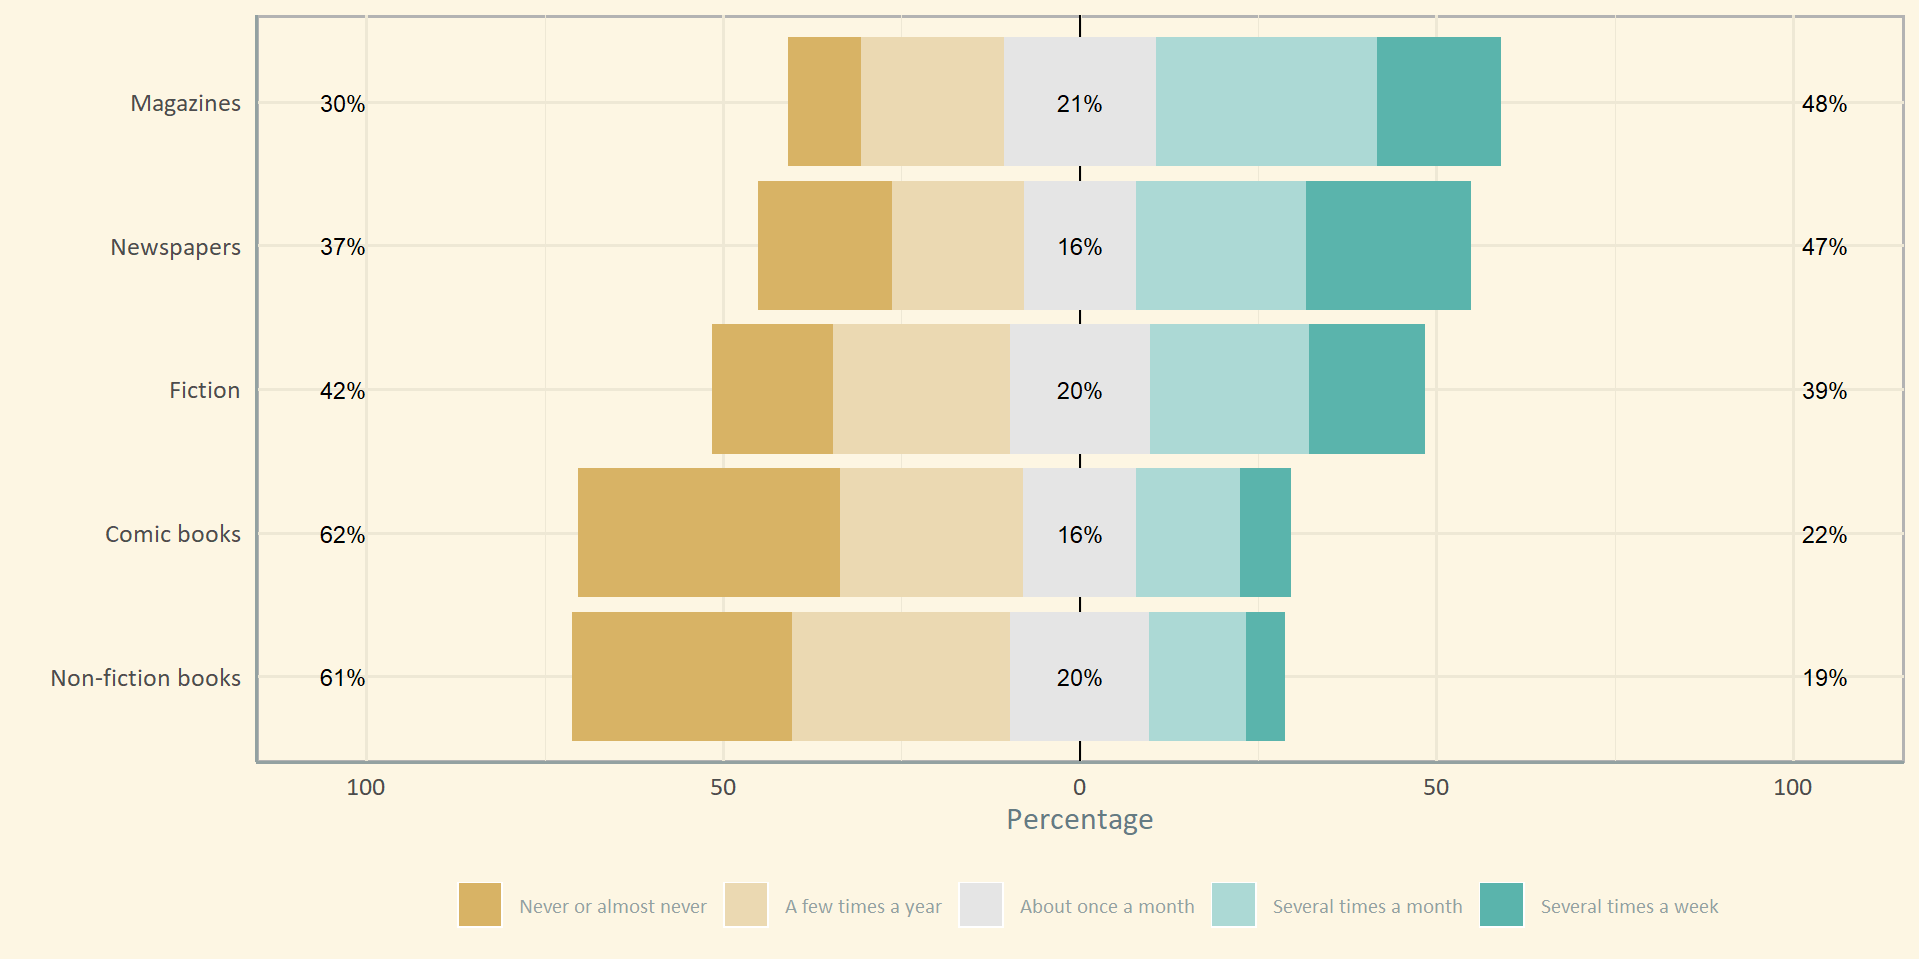 Magazines 30% 21% 48%
Newspapers 37% 16% 47%
Fiction 42% 20% 39%
Comic books 62% 16% 22%
Non-fiction books 61% 20% 19%
100 50 0 50 100
Percentage
Never or almost never A few times a year About once a month Several times a month Several times a week